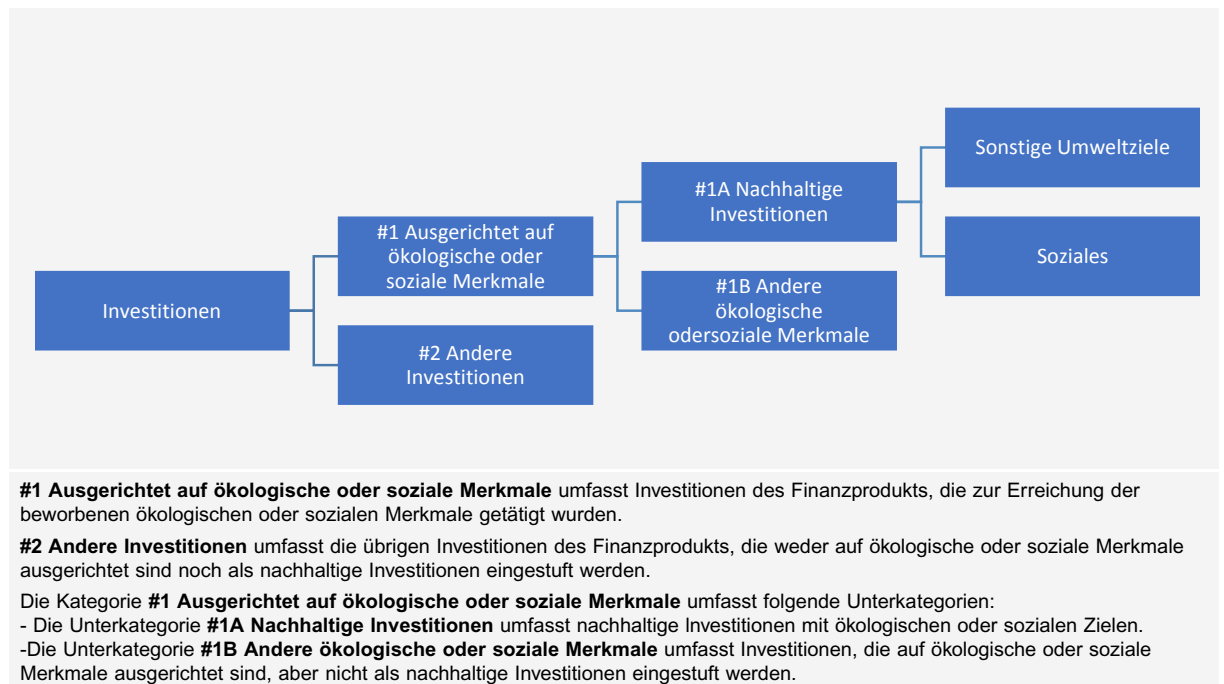 Investitionen
#1 Ausgerichtet auf
ökologische oder
soziale Merkmale
#2 Andere
Investitionen
#1A Nachhaltige
Investitionen
#1B Andere
ökologische
odersoziale Merkmale
Sonstige Umweltziele
Soziales
#1 Ausgerichtet auf ökologische oder soziale Merkmale umfasst Investitionen des Finanzprodukts, die zur Erreichung der
beworbenen ökologischen oder sozialen Merkmale getätigt wurden.
#2 Andere Investitionen umfasst die übrigen Investitionen des Finanzprodukts, die weder auf ökologische oder soziale Merkmale
ausgerichtet sind noch als nachhaltige Investitionen eingestuft werden.
Die Kategorie #1 Ausgerichtet auf ökologische oder soziale Merkmale umfasst folgende Unterkategorien:
- Die Unterkategorie #1A Nachhaltige Investitionen umfasst nachhaltige Investitionen mit ökologischen oder sozialen Zielen.
-Die Unterkategorie #1B Andere ökologische oder soziale Merkmale umfasst Investitionen, die auf ökologische oder soziale
Merkmale ausgerichtet sind, aber nicht als nachhaltige Investitionen eingestuft werden.